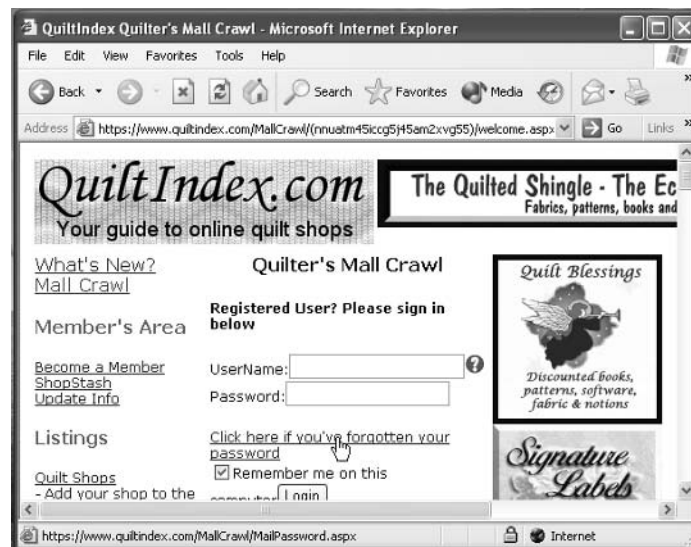 QuiltIndex Quilter's Mall Crawl - Microsoft Internet Explorer
File Edit View Favorites Tools Help
Back Search Favorites Media »
Address https://www.quiltindex.com/MallCrawl/(nnuatm45iccg5j45am2xvg55)/welcome.aspx Go Links »
QuiltIndex.com
Your guide to online quilt shops
The Quilted Shingle - The Ec
Fabrics, patterns, books and
What's New?
Mall Crawl
Member's Area
Become a Member
ShopStash
Update Info
Listings
Quilt Shops
- Add your shop to the
Quilter's Mall Crawl
Registered User? Please sign in
below
UserName:
Password:
Click here if you've forgotten your
password
Remember me on this
computer Login
Quilt Blessings
Discounted books,
patterns, software,
fabric & notions
Signature
Labels
https://www.quiltindex.com/MallCrawl/MailPassword.aspx Internet